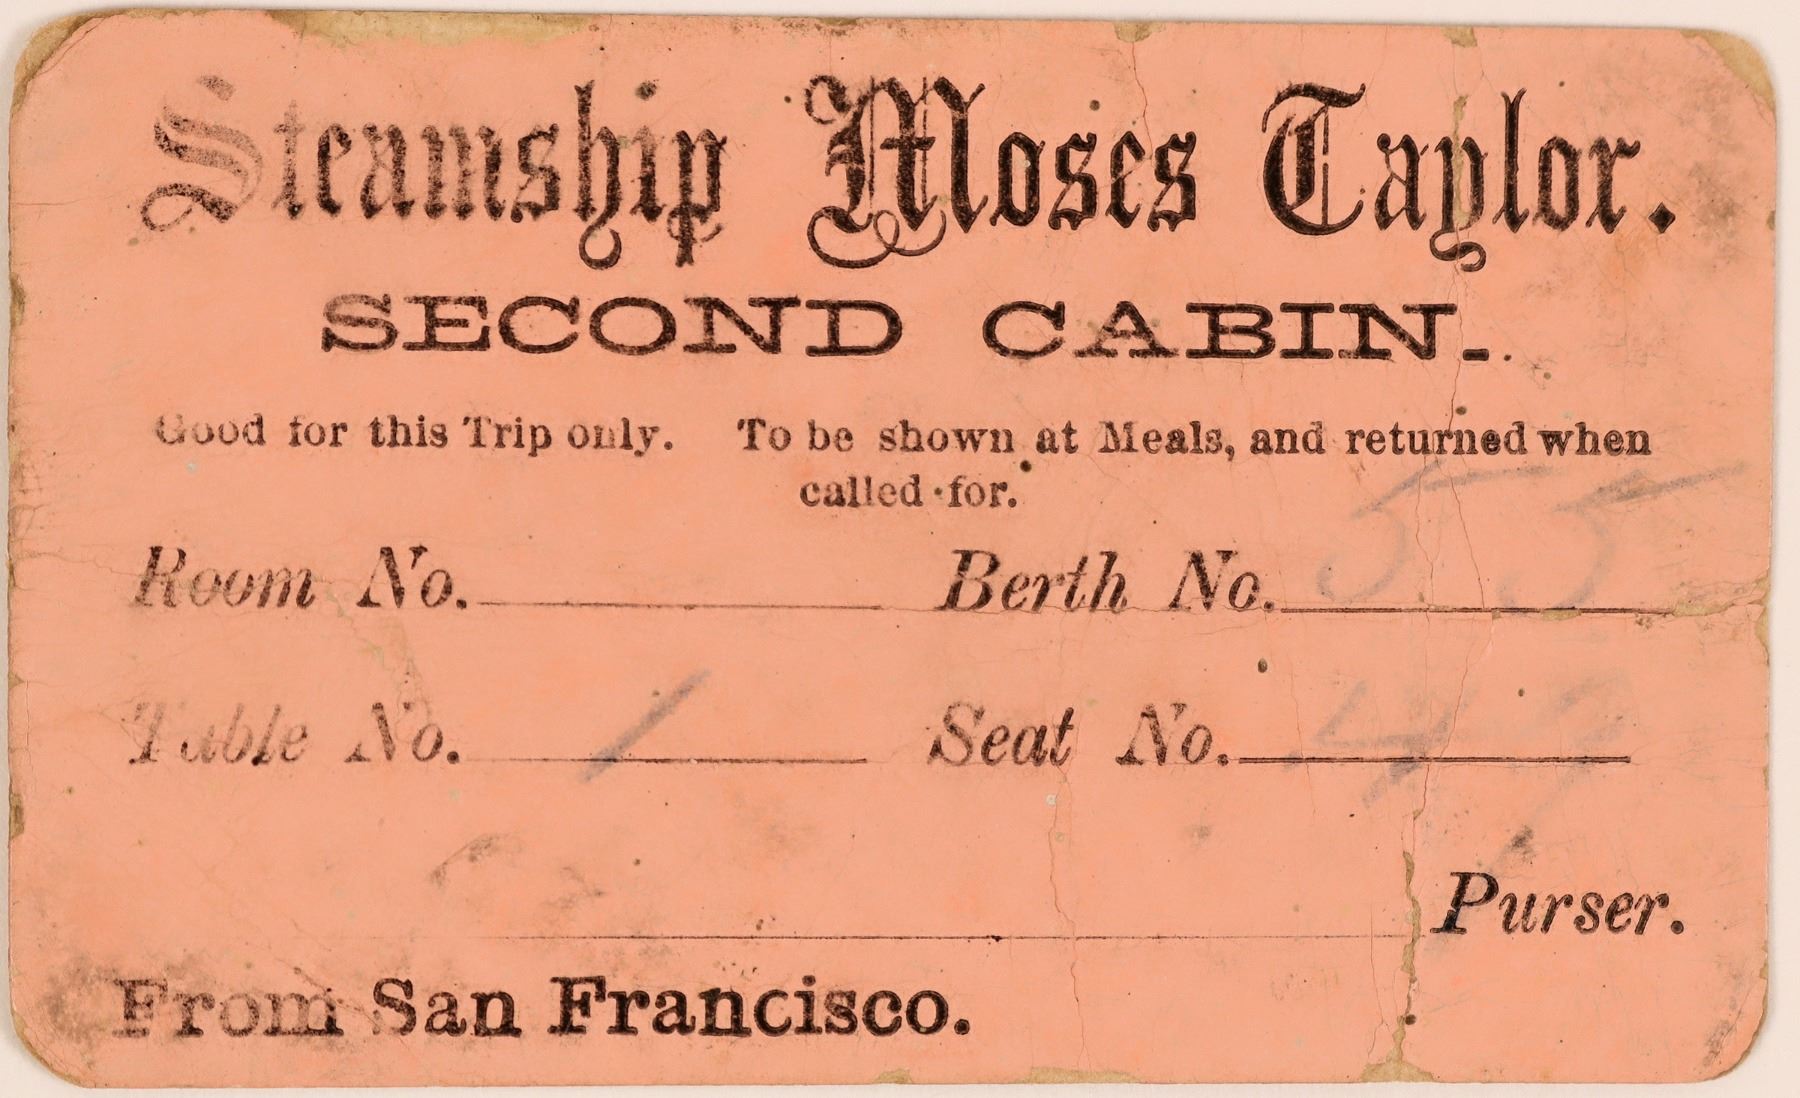 Steamship Moses Taylor.
SECOND CABIN.
Good for this Trip only. To be shown at Meals, and returned when
called for.
Room No. Berth No. 55
Table No. 1 Seat No.
Purser.
From San Francisco.